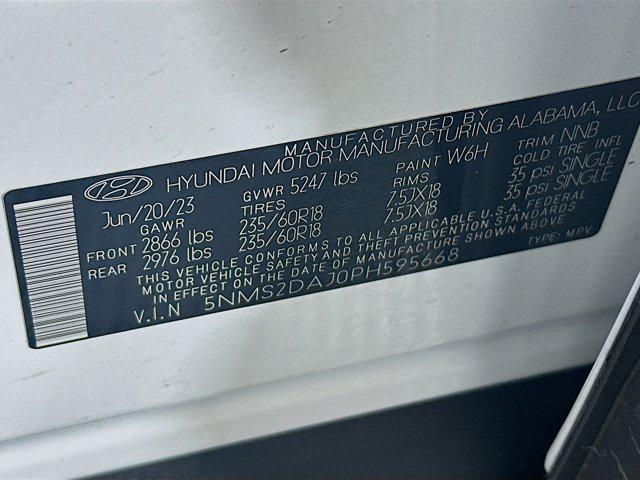 MANUFACTURED BY
HYUNDAI MOTOR MANUFACTURING ALABAMA, LLC
Jun/20/23 GVWR 5247 lbs PAINT W6H TRIM NNB
GAWR TIRES RIMS COLD TIRE INFL
FRONT 2866 lbs 235/60R18 7.5JX18 35 psi SINGLE
REAR 2976 lbs 235/60R18 7.5JX18 35 psi SINGLE
THIS VEHICLE CONFORMS TO ALL APPLICABLE U.S.A. FEDERAL
MOTOR VEHICLE SAFETY AND THEFT PREVENTION STANDARDS
IN EFFECT ON THE DATE OF MANUFACTURE SHOWN ABOVE
V.I.N 5NMS2DAJ0PH595668 TYPE: MPV